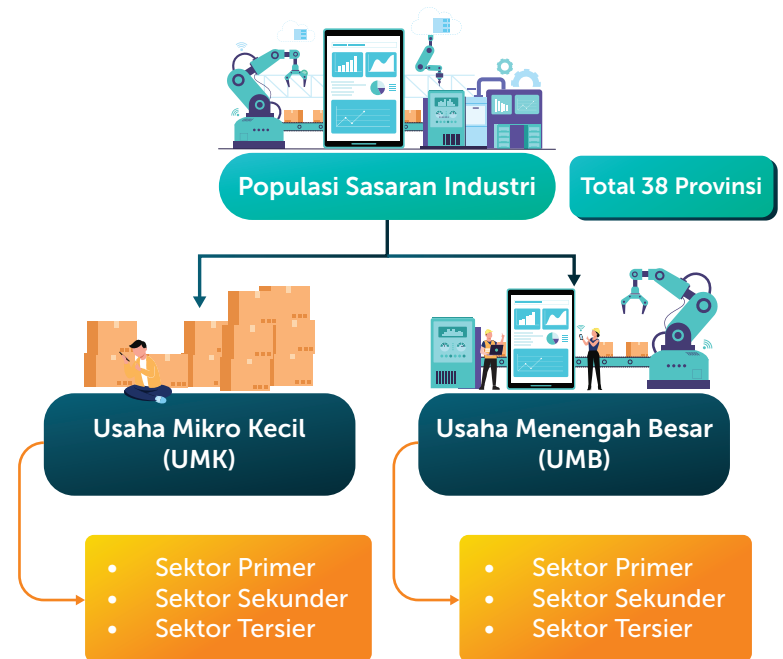 Populasi Sasaran Industri
Total 38 Provinsi
Usaha Mikro Kecil
(UMK)
Usaha Menengah Besar
(UMB)
• Sektor Primer
• Sektor Sekunder
• Sektor Tersier
• Sektor Primer
• Sektor Sekunder
• Sektor Tersier